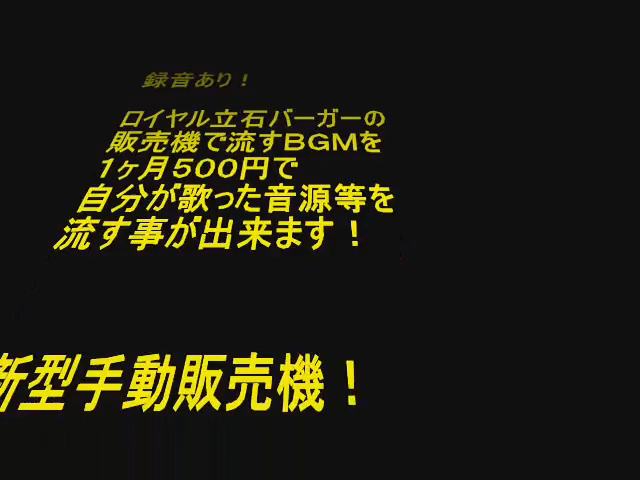 録音あり！
ロイヤル立石バーガーの
販売機で流すBGMを
1ヶ月500円で
自分が歌った音源等を
流す事が出来ます！
新型手動販売機！